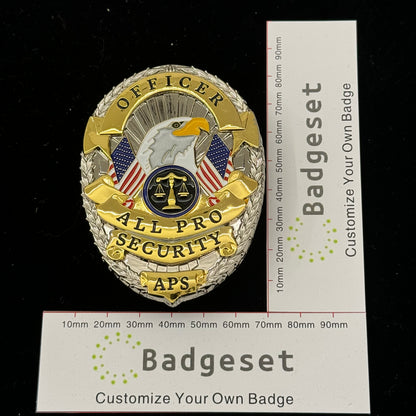 OFFICER
ALL PRO
SECURITY
APS
10mm 20mm 30mm 40mm 50mm 60mm 70mm 80mm 90mm
Badgeset
Customize Your Own Badge
10mm 20mm 30mm 40mm 50mm 60mm 70mm 80mm 90mm
Badgeset
Customize Your Own Badge